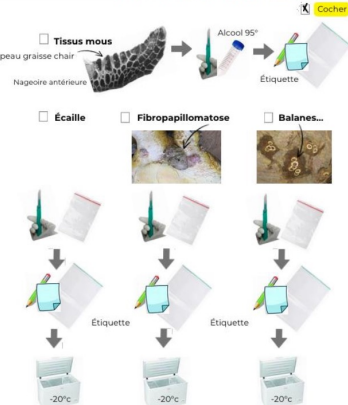 X Cocher
Tissus mous
peau graisse chair
Nageoire antérieure
Alcool 95°
Étiquette
Écaille
Fibropapillomatose
Balanes...
Étiquette
Étiquette
-20°c
-20°c
-20°c